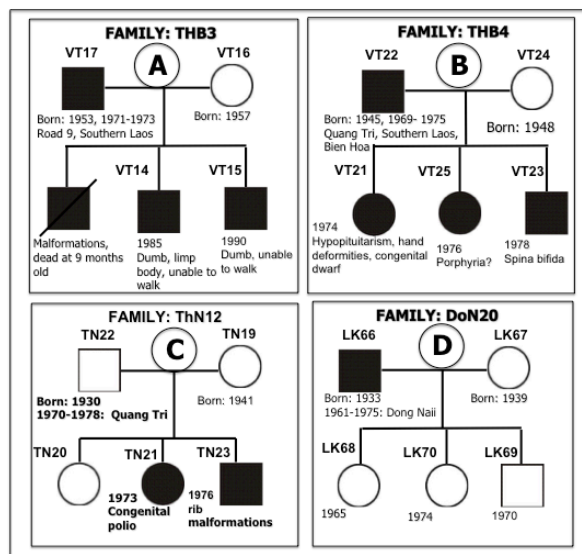 FAMILY: THB3
VT17
A
VT16
Born: 1953, 1971-1973
Road 9, Southern Laos
Born: 1957
VT14
VT15
Malformations,
dead at 9 months
old
1985
Dumb, limp
body, unable to
walk
1990
Dumb, unable
to walk
FAMILY: THB4
VT22
B
VT24
Born: 1945, 1969- 1975
Quang Tri, Southern Laos,
Bien Hoa
Born: 1948
VT21
VT25
VT23
1974
Hypopituitarism, hand
deformities, congenital
dwarf
1976
Porphyria?
1978
Spina bifida
FAMILY: ThN12
TN22
C
TN19
Born: 1930
1970-1978: Quang Tri
Born: 1941
TN20
TN21
TN23
1973
Congenital
polio
1976
rib
malformations
FAMILY: DoN20
LK66
D
LK67
Born: 1933
1961-1975: Dong Naii
Born: 1939
LK68
LK70
LK69
1965
1974
1970